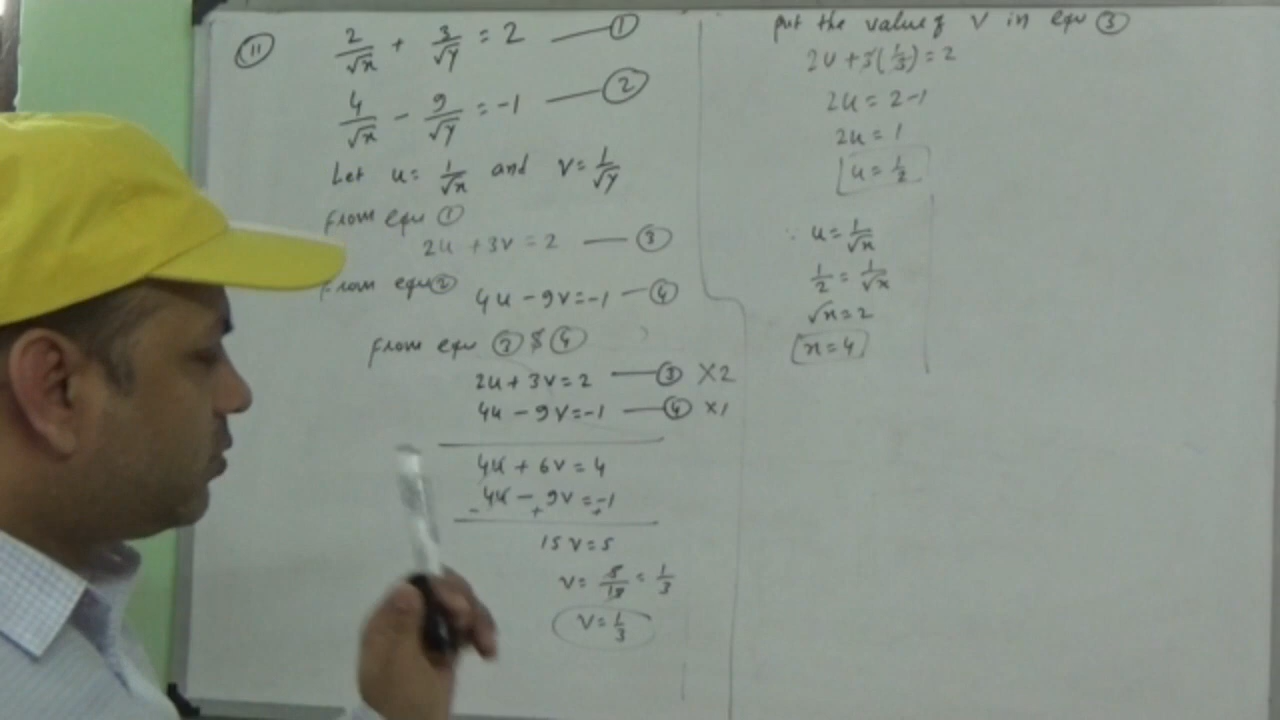 (11) 2/√x + 3/√y = 2 — (1)
4/√x - 9/√y = -1 — (2)
Let u = 1/√x and v = 1/√y
From equ (1)
2u + 3v = 2 — (3)
From equ (2)
4u - 9v = -1 — (4)
From equ (3) & (4)
2u + 3v = 2 — (3) × 2
4u - 9v = -1 — (4) × 1
4u + 6v = 4
4u - 9v = -1
- + +
15v = 5
v = 5/15 = 1/3
v = 1/3
put the value of v in equ (3)
2u + 3(1/3) = 2
2u = 2-1
2u = 1
u = 1/2
∵ u = 1/√x
1/2 = 1/√x
√x = 2
x = 4